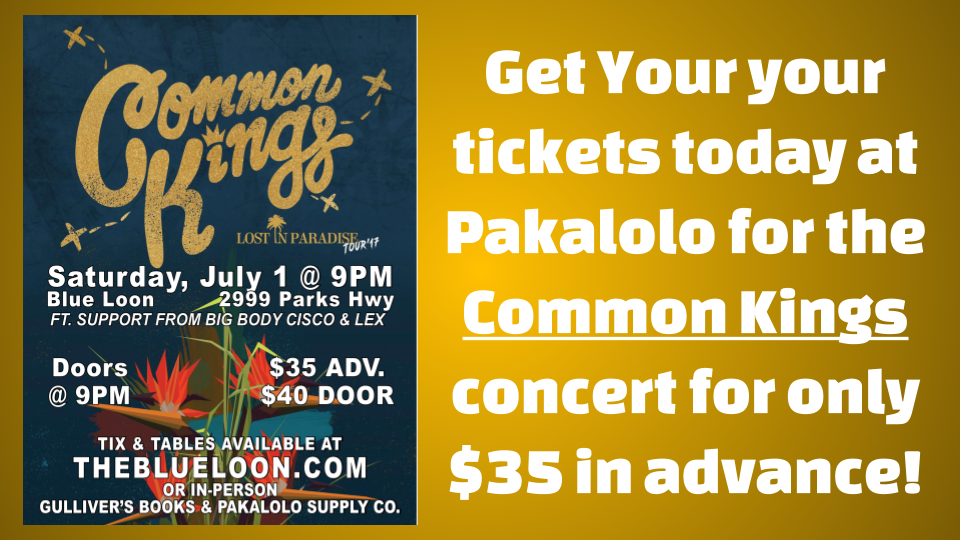 Common
Kings
LOST IN PARADISE
TOUR '17
Saturday, July 1 @ 9PM
Blue Loon 2999 Parks Hwy
FT. SUPPORT FROM BIG BODY CISCO & LEX
Doors $35 ADV.
@ 9PM $40 DOOR
TIX & TABLES AVAILABLE AT
THEBLUELOON.COM
OR IN-PERSON
GULLIVER'S BOOKS & PAKALOLO SUPPLY CO.
Get Your your
tickets today at
Pakalolo for the
Common Kings
concert for only
$35 in advance!